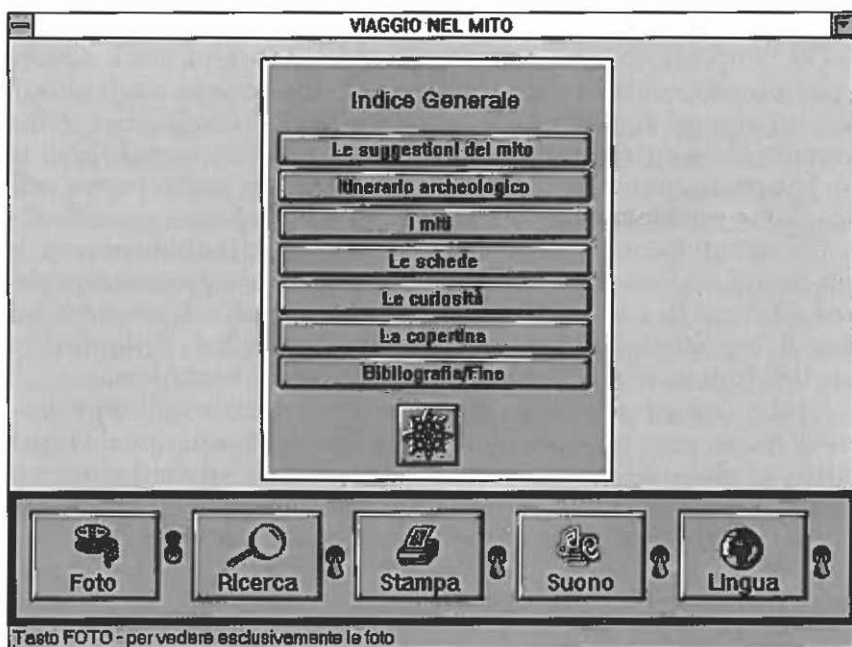 VIAGGIO NEL MITO
Indice Generale
Le suggestioni del mito
Itinerario archeologico
I miti
Le schede
Le curiosità
La copertina
Bibliografia/Fine
Foto
Ricerca
Stampa
Suono
Lingua
Tasto FOTO - per vedere esclusivamente le foto